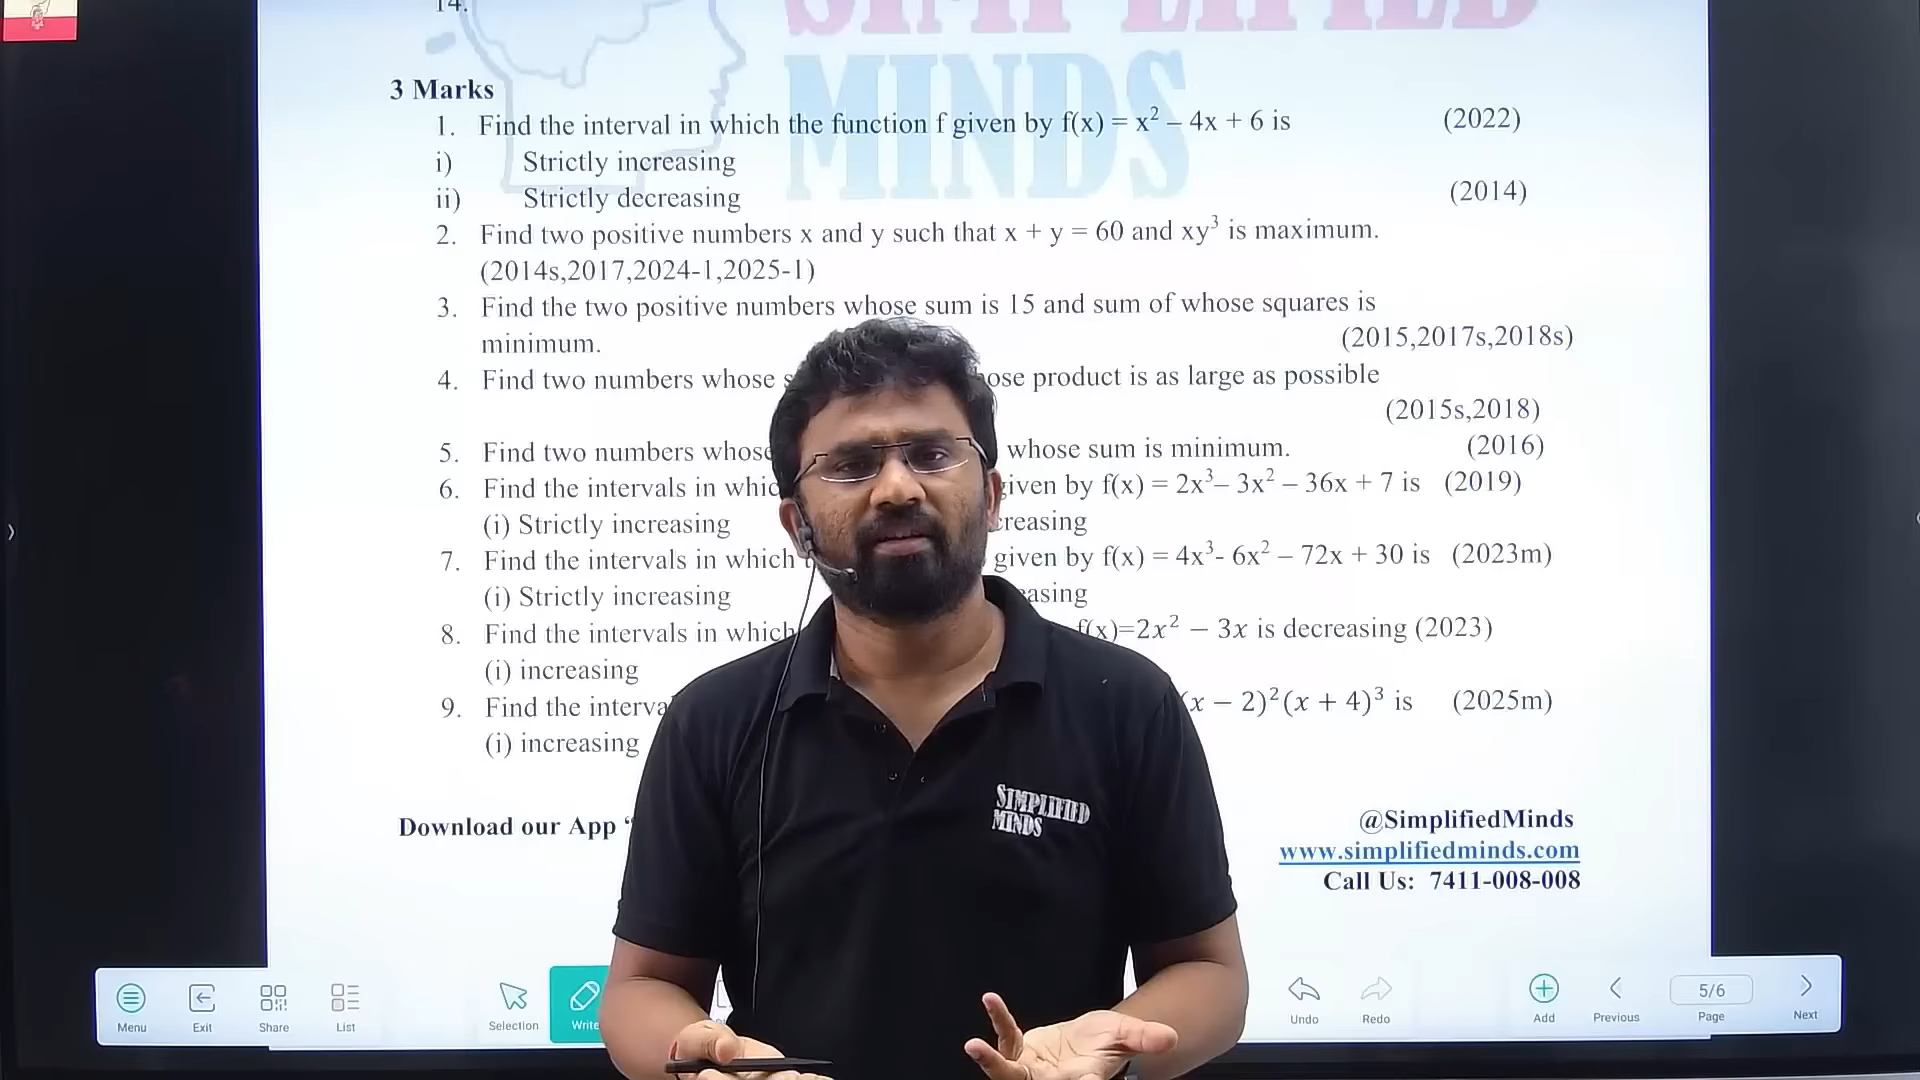 14.
SIMPLIFIED
MINDS
3 Marks
1. Find the interval in which the function f given by f(x) = x² – 4x + 6 is (2022)
i) Strictly increasing
ii) Strictly decreasing (2014)
2. Find two positive numbers x and y such that x + y = 60 and xy³ is maximum.
(2014s,2017,2024-1,2025-1)
3. Find the two positive numbers whose sum is 15 and sum of whose squares is
minimum. (2015,2017s,2018s)
4. Find two numbers whose product is as large as possible
(2015s,2018)
5. Find two numbers whose whose sum is minimum. (2016)
6. Find the intervals in given by f(x) = 2x³– 3x² – 36x + 7 is (2019)
(i) Strictly increasing
7. Find the intervals in which given by f(x) = 4x³- 6x² – 72x + 30 is (2023m)
(i) Strictly increasing
8. Find the intervals in which f(x)=2x² – 3x is decreasing (2023)
(i) increasing
9. Find the (x – 2)²(x + 4)³ is (2025m)
(i) increasing
SIMPLIFIED
MINDS
Download our App “ @SimplifiedMinds
www.simplifiedminds.com
Call Us: 7411-008-008
Menu Exit Share List Selection Write Undo Redo Add Previous 5/6 Page Next